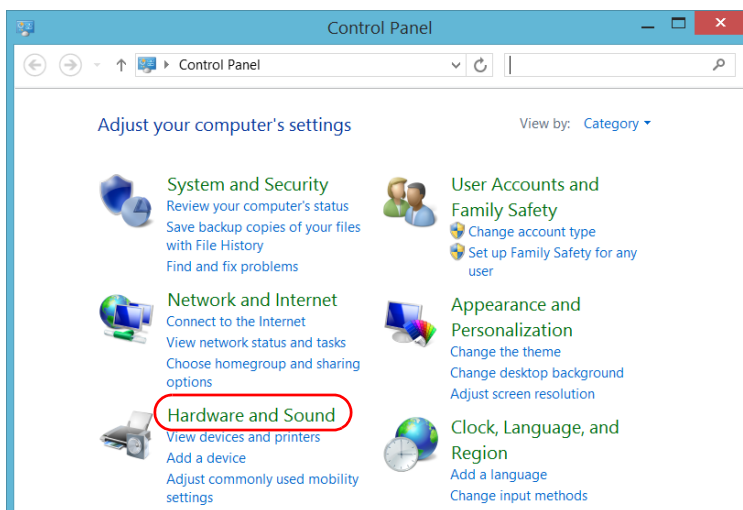 Control Panel
Control Panel
Adjust your computer's settings
View by: Category
System and Security
Review your computer's status
Save backup copies of your files
with File History
Find and fix problems
Network and Internet
Connect to the Internet
View network status and tasks
Choose homegroup and sharing
options
Hardware and Sound
View devices and printers
Add a device
Adjust commonly used mobility
settings
User Accounts and
Family Safety
Change account type
Set up Family Safety for any
user
Appearance and
Personalization
Change the theme
Change desktop background
Adjust screen resolution
Clock, Language, and
Region
Add a language
Change input methods